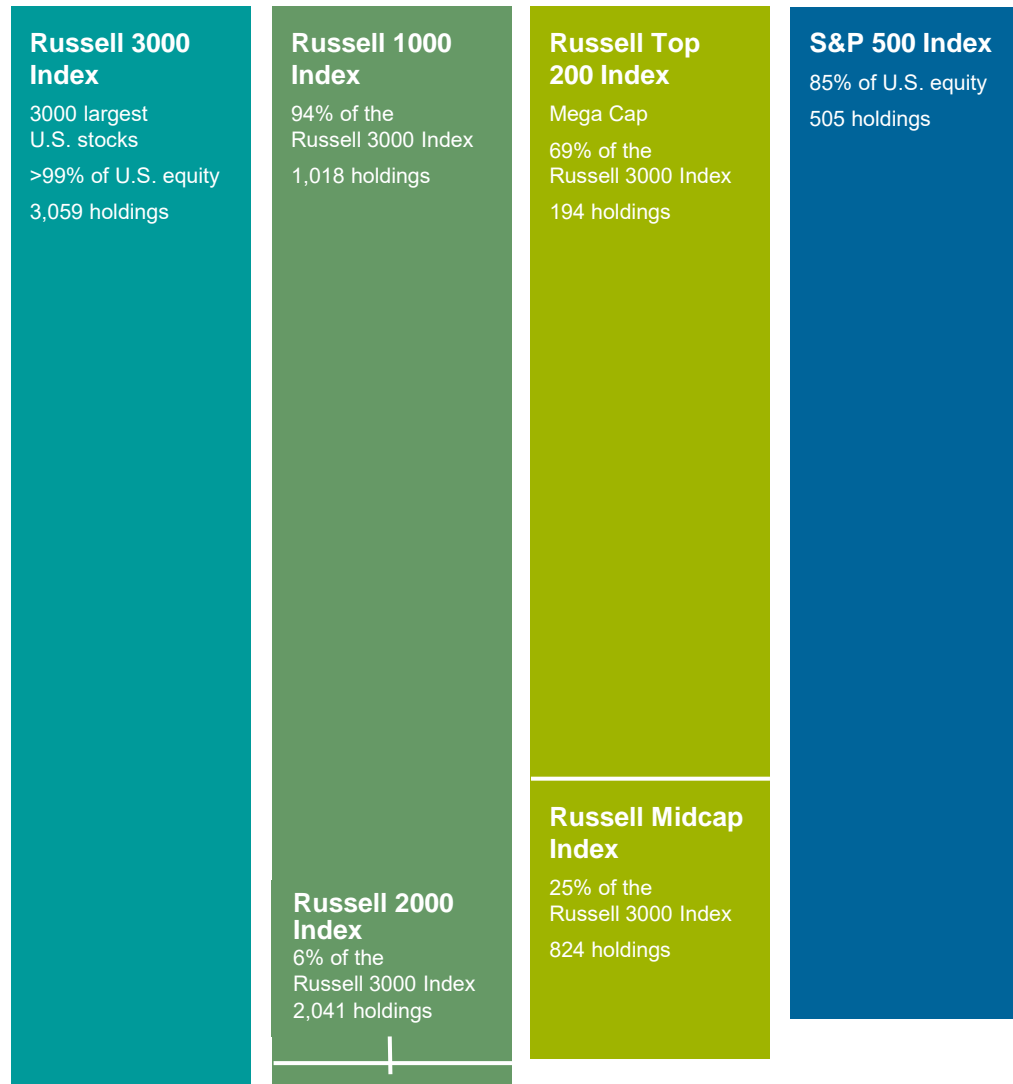 Russell 3000
Index
3000 largest
U.S. stocks
>99% of U.S. equity
3,059 holdings
Russell 1000
Index
94% of the
Russell 3000 Index
1,018 holdings
Russell 2000
Index
6% of the
Russell 3000 Index
2,041 holdings
Russell Top
200 Index
Mega Cap
69% of the
Russell 3000 Index
194 holdings
Russell Midcap
Index
25% of the
Russell 3000 Index
824 holdings
S&P 500 Index
85% of U.S. equity
505 holdings